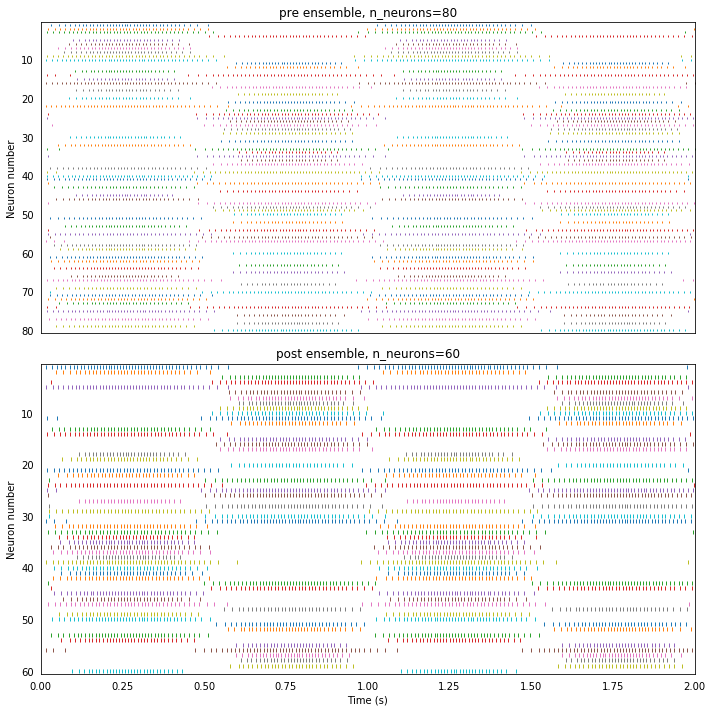 pre ensemble, n_neurons=80
10
20
30
40
50
60
70
80
Neuron number
post ensemble, n_neurons=60
10
20
30
40
50
60
Neuron number
0.00 0.25 0.50 0.75 1.00 1.25 1.50 1.75 2.00
Time (s)